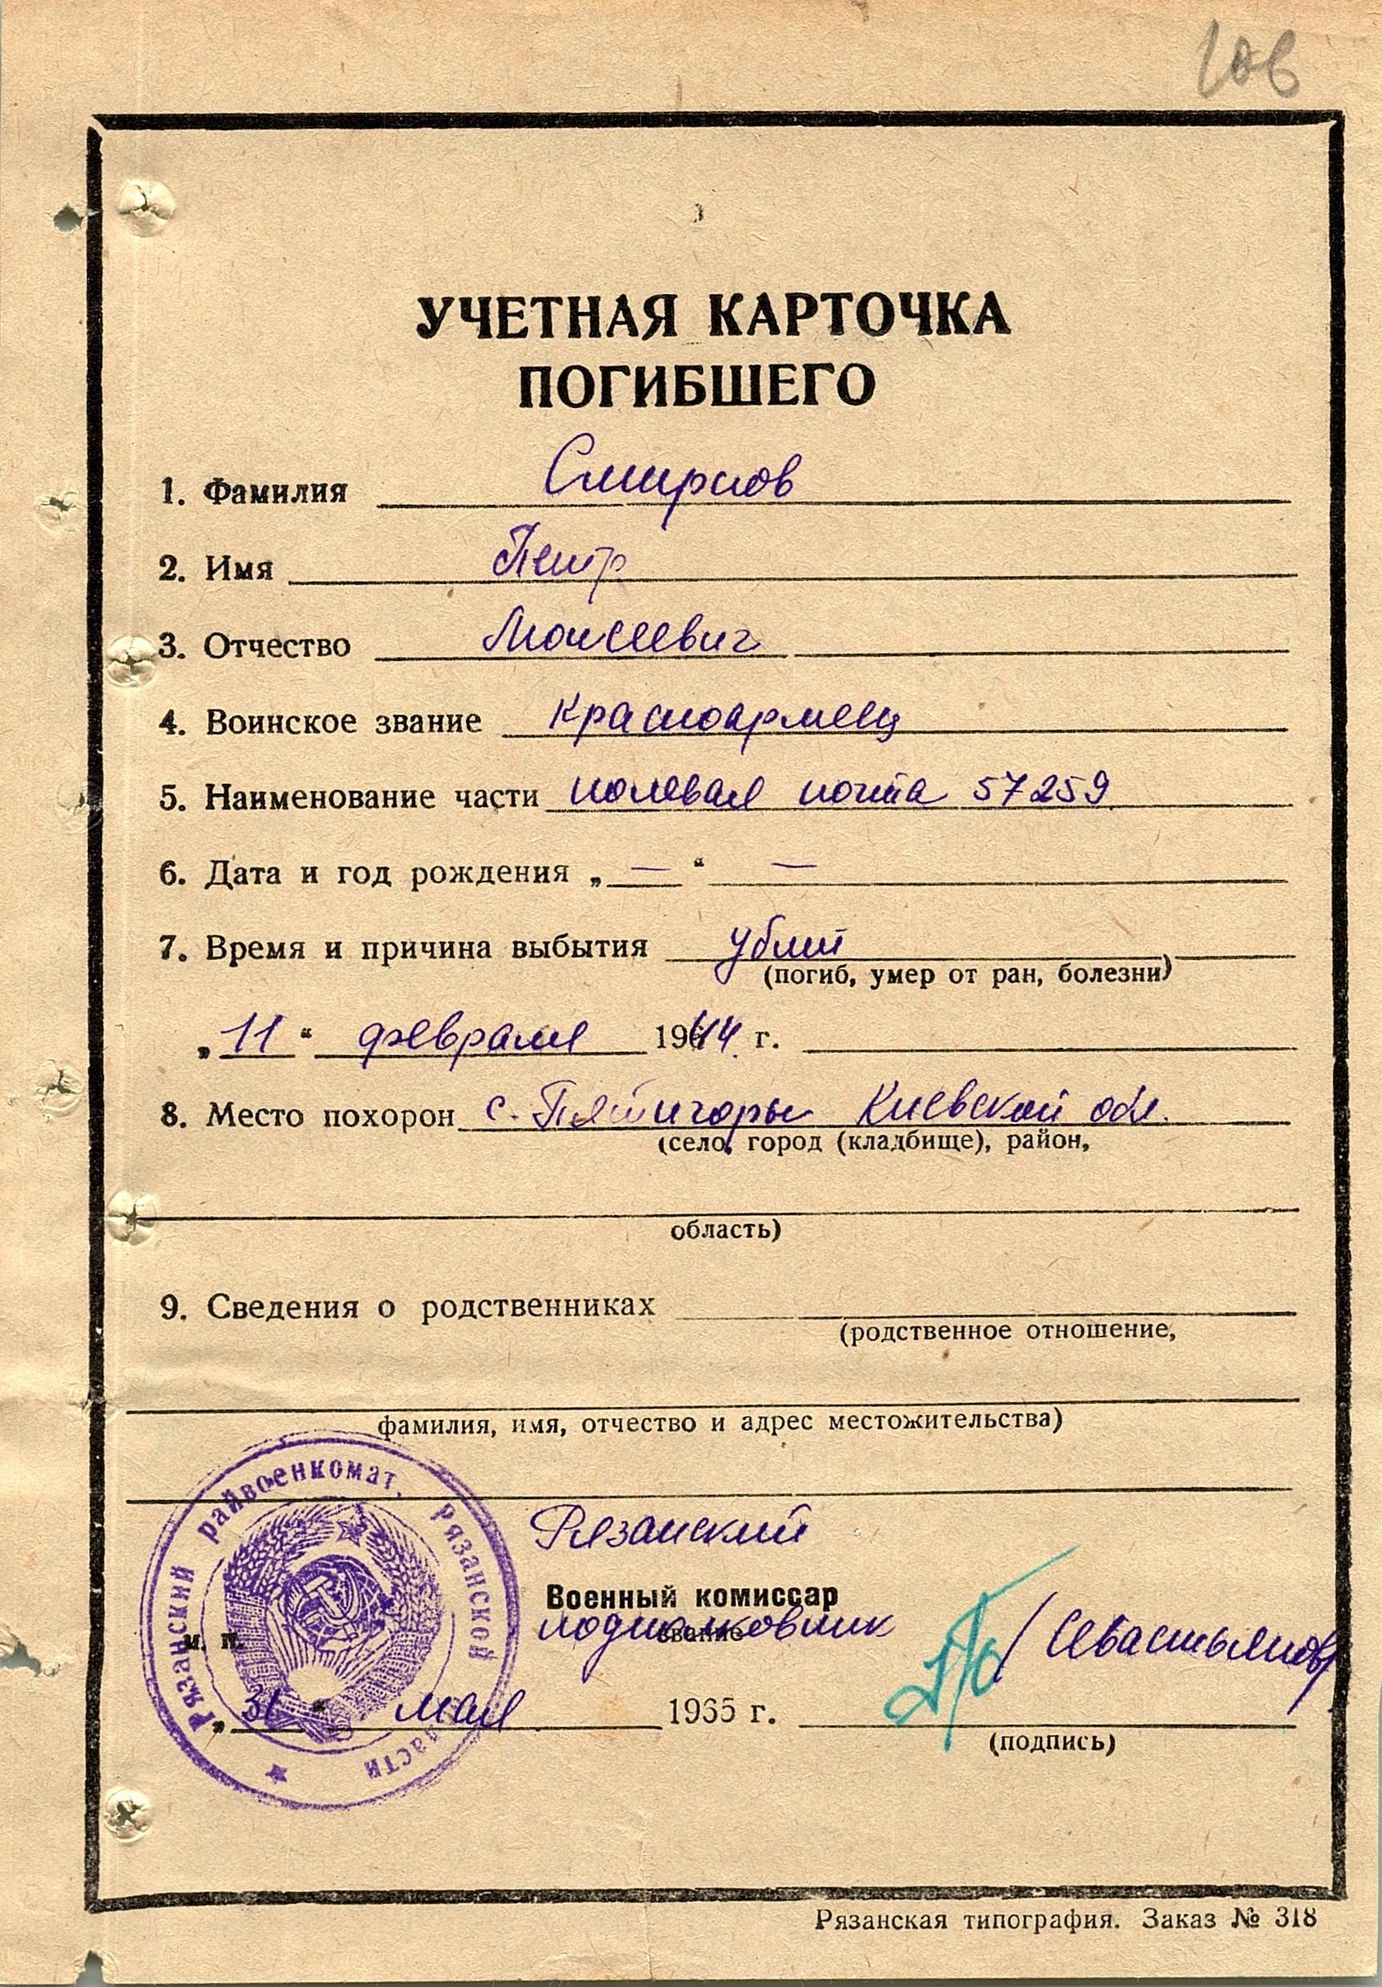 106
УЧЕТНАЯ КАРТОЧКА
ПОГИБШЕГО
1. Фамилия Смирнов
2. Имя Петр
3. Отчество Моисеевич
4. Воинское звание красноармеец
5. Наименование части полевая почта 57259
6. Дата и год рождения „ — “ —
7. Время и причина выбытия убит
(погиб, умер от ран, болезни)
„ 11 “ февраля 1944 г.
8. Место похорон с. Пятигоры Киевской обл.
(село, город (кладбище), район,
область)
9. Сведения о родственниках
(родственное отношение,
фамилия, имя, отчество и адрес местожительства)
Рязанский райвоенкомат, рязанской области
Рязанский
Военный комиссар
подполковник
звание
м. п.
/Севастьянов/
„ 31 “ мая 1965 г.
(подпись)
Рязанская типография. Заказ № 318